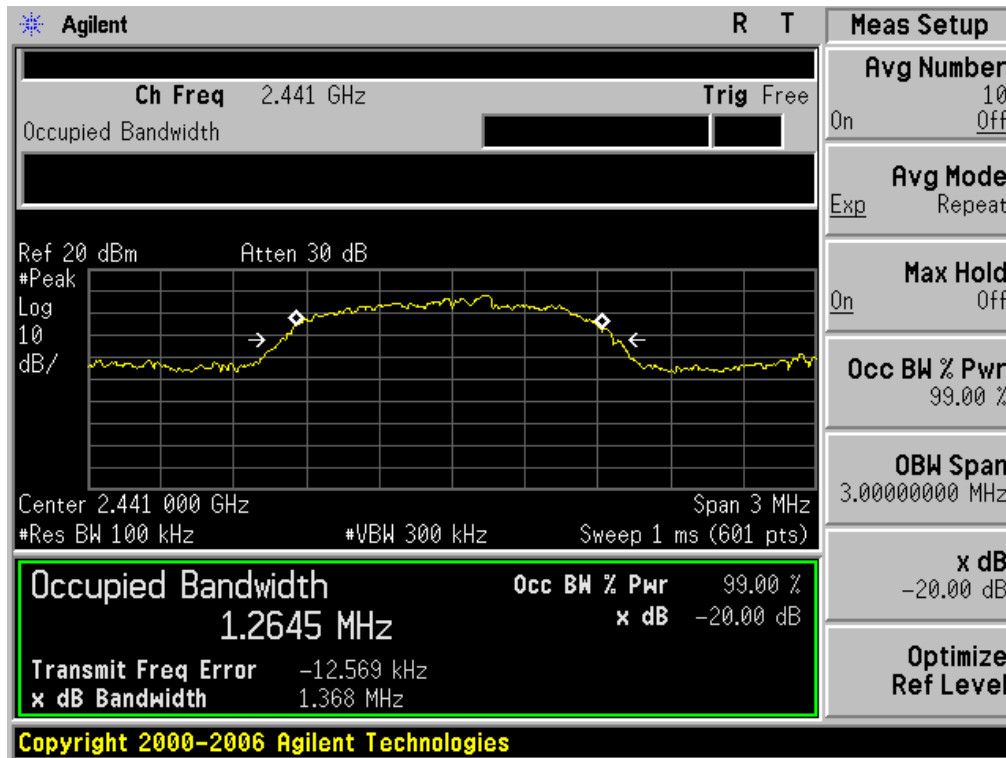 Agilent R T
Ch Freq 2.441 GHz Trig Free
Occupied Bandwidth
Ref 20 dBm Atten 30 dB
#Peak
Log
10
dB/
Center 2.441 000 GHz Span 3 MHz
#Res BW 100 kHz #VBW 300 kHz Sweep 1 ms (601 pts)
Occupied Bandwidth
1.2645 MHz
Occ BW % Pwr 99.00 %
x dB -20.00 dB
Transmit Freq Error -12.569 kHz
x dB Bandwidth 1.368 MHz
Copyright 2000-2006 Agilent Technologies
Meas Setup
Avg Number
10
On Off
Avg Mode
Exp Repeat
Max Hold
On Off
Occ BW % Pwr
99.00 %
OBW Span
3.00000000 MHz
x dB
-20.00 dB
Optimize
Ref Level